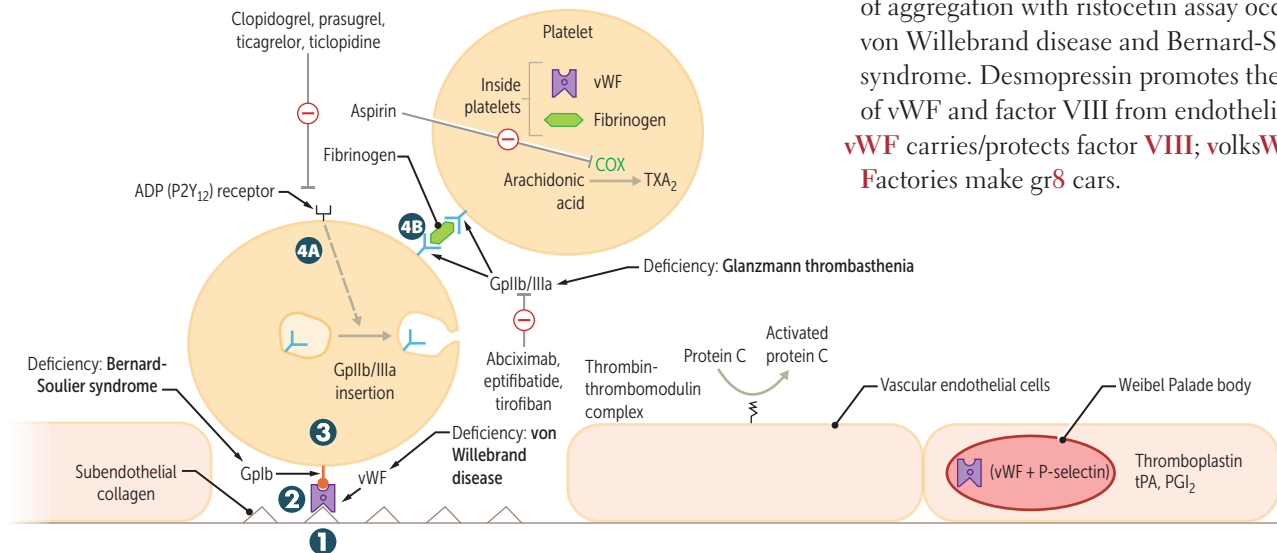 of aggregation with ristocetin assay occ
von Willebrand disease and Bernard-S
syndrome. Desmopressin promotes the
of vWF and factor VIII from endotheli
vWF carries/protects factor VIII; volksW
Factories make gr8 cars.
Clopidogrel, prasugrel,
ticagrelor, ticlopidine
Platelet
Inside
platelets
vWF
Fibrinogen
Aspirin
COX
Arachidonic
acid
TXA₂
Fibrinogen
ADP (P2Y₁₂) receptor
4A
4B
GpIIb/IIIa
Deficiency: Glanzmann thrombasthenia
GpIIb/IIIa
insertion
Abciximab,
eptifibatide,
tirofiban
Deficiency: Bernard-
Soulier syndrome
3
GpIb
vWF
Deficiency: von
Willebrand
disease
Subendothelial
collagen
2
1
Thrombin-
thrombomodulin
complex
Protein C
Activated
protein C
Vascular endothelial cells
Weibel Palade body
(vWF + P-selectin)
Thromboplastin
tPA, PGI₂